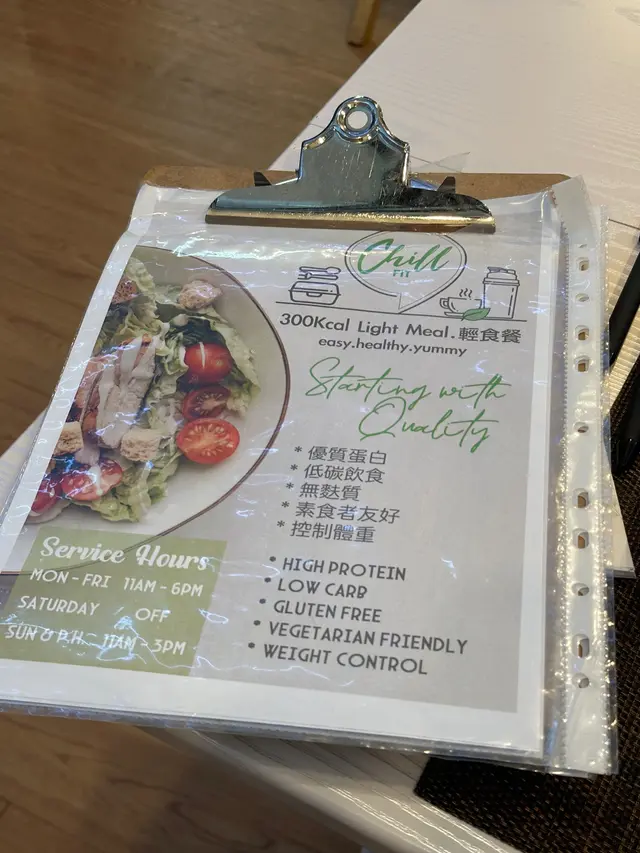 Chill
Fit
300Kcal Light Meal.輕食餐
easy.healthy.yummy
Starting with
Quality
* 優質蛋白
* 低碳飲食
* 無麩質
* 素食者友好
* 控制體重
• HIGH PROTEIN
• LOW CARB
• GLUTEN FREE
• VEGETARIAN FRIENDLY
• WEIGHT CONTROL
Service Hours
MON - FRI 11AM - 6PM
SATURDAY OFF
SUN & P.H. 11AM - 3PM